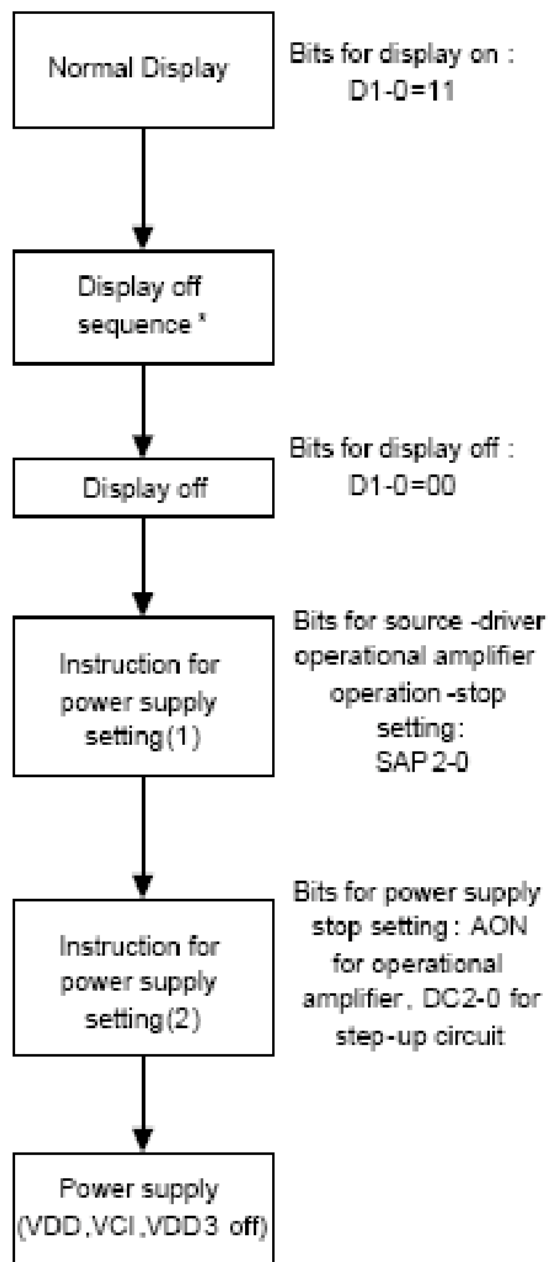 Normal Display
Bits for display on :
D1-0=11
Display off
sequence *
Bits for display off :
D1-0=00
Display off
Instruction for
power supply
setting(1)
Bits for source -driver
operational amplifier
operation -stop
setting:
SAP2-0
Instruction for
power supply
setting(2)
Bits for power supply
stop setting: AON
for operational
amplifier, DC2-0 for
step-up circuit
Power supply
(VDD,VCI,VDD3 off)